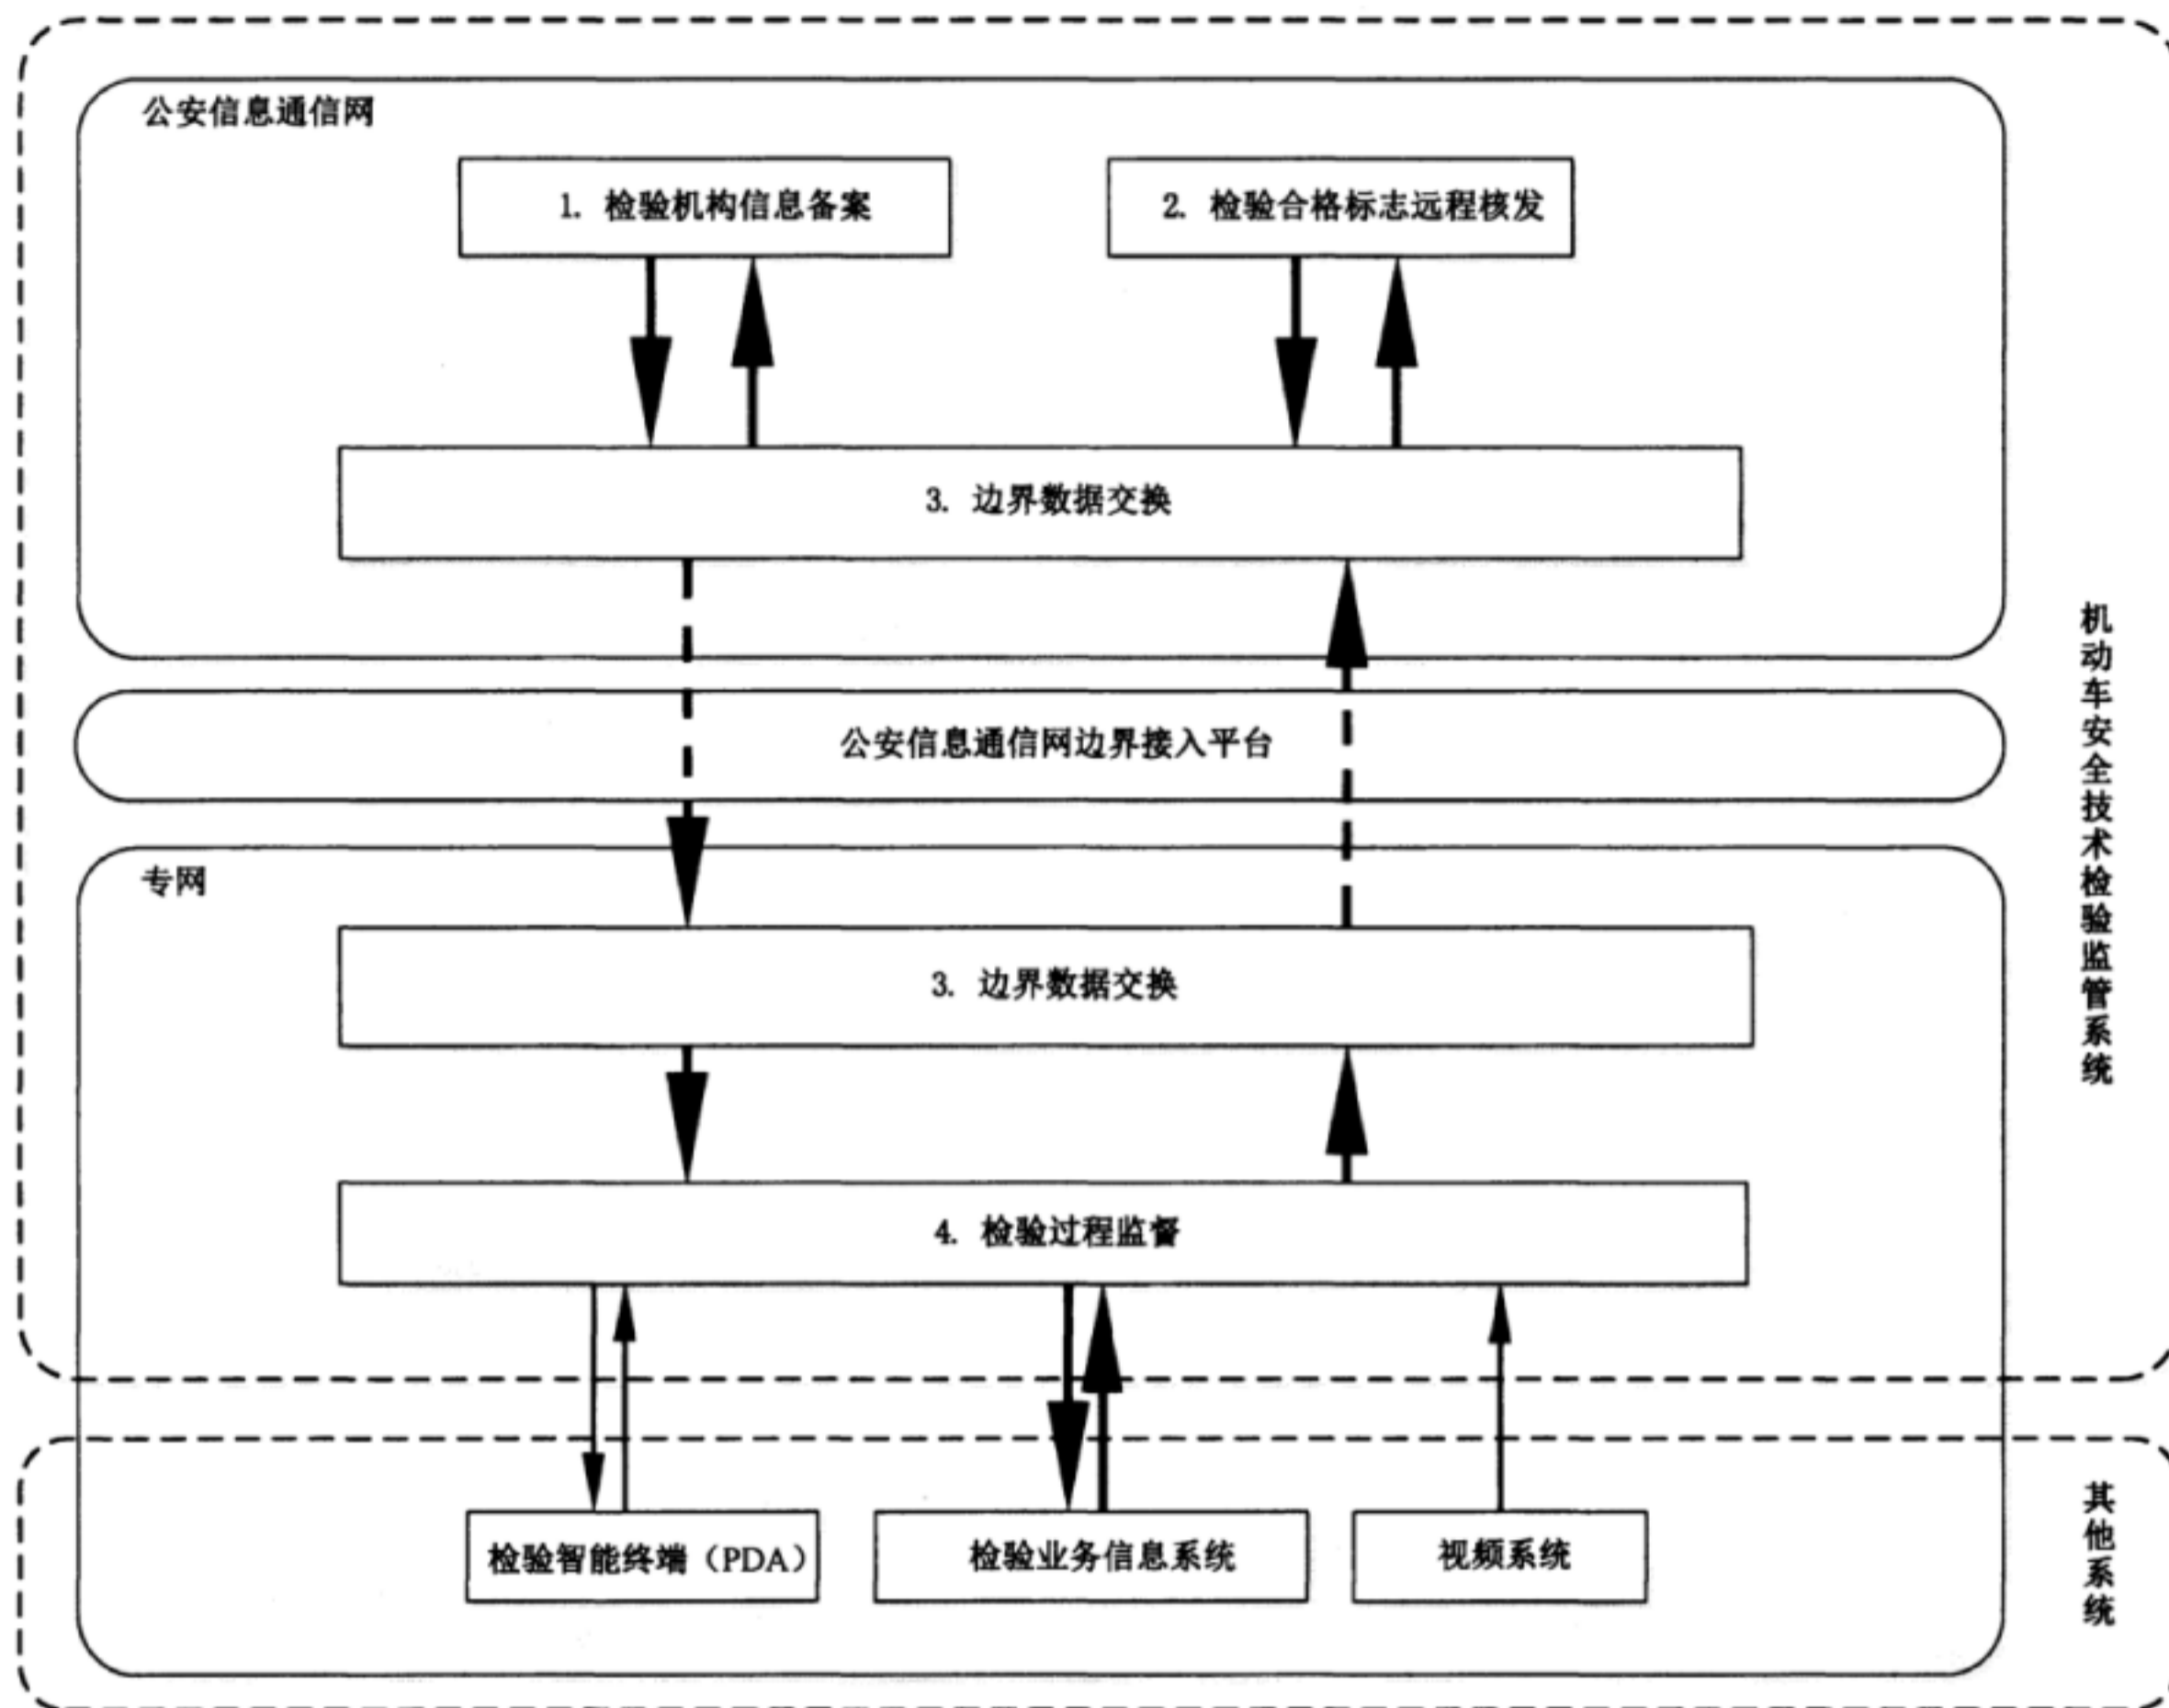 公安信息通信网
1. 检验机构信息备案
2. 检验合格标志远程核发
3. 边界数据交换
公安信息通信网边界接入平台
专网
3. 边界数据交换
4. 检验过程监督
机动车安全技术检验监管系统
检验智能终端（PDA）
检验业务信息系统
视频系统
其他系统